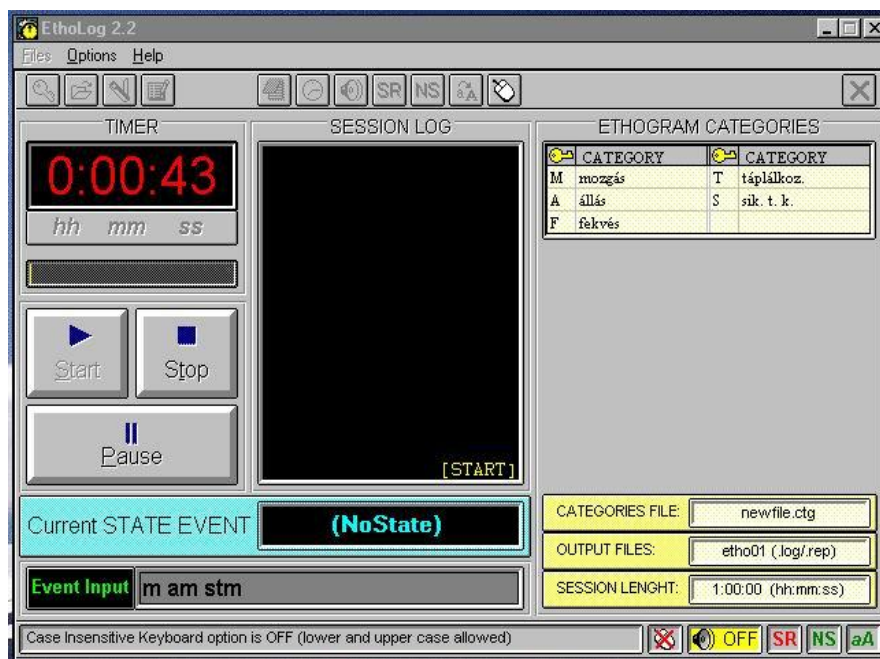 EthoLog 2.2
Files Options Help
SR NS aA
TIMER
0:00:43
hh mm ss
Start
Stop
Pause
SESSION LOG
[START]
ETHOGRAM CATEGORIES
CATEGORY CATEGORY
M mozgás T táplálkoz.
A állás S sik. t. k.
F fekvés
Current STATE EVENT (NoState)
CATEGORIES FILE: newfile.ctg
OUTPUT FILES: etho01 (.log/.rep)
SESSION LENGHT: 1:00:00 (hh:mm:ss)
Event Input m am stm
Case Insensitive Keyboard option is OFF (lower and upper case allowed) OFF SR NS aA